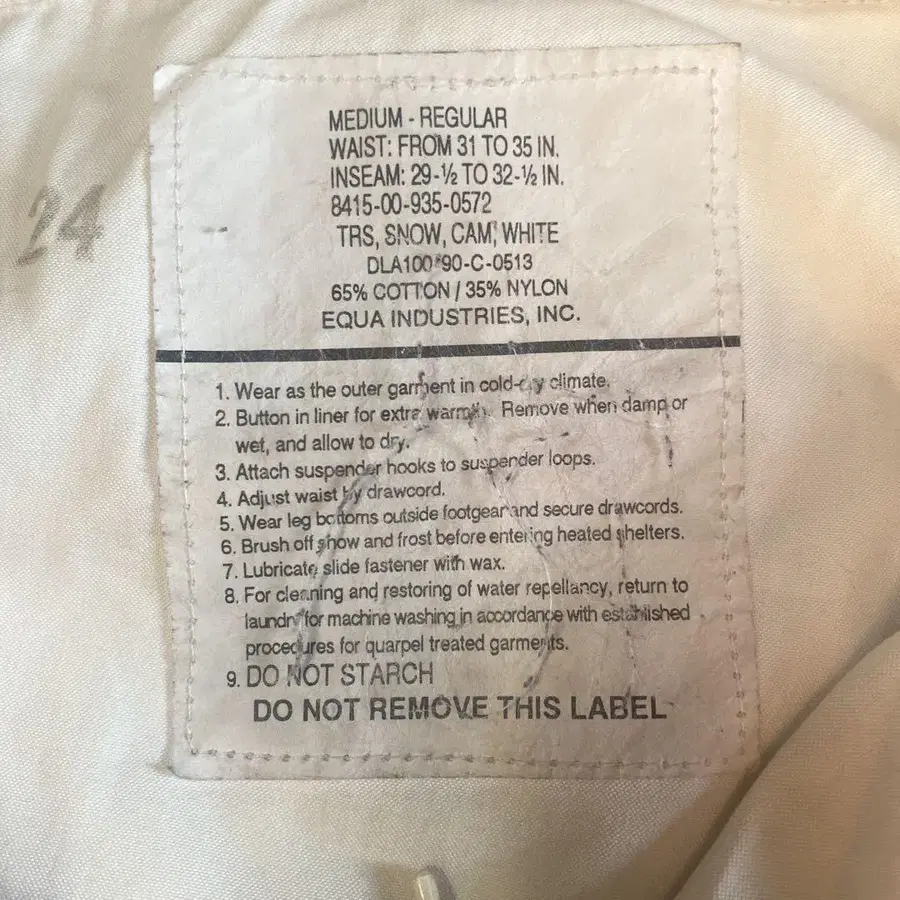 MEDIUM - REGULAR
WAIST: FROM 31 TO 35 IN.
INSEAM: 29-½ TO 32-½ IN.
8415-00-935-0572
TRS, SNOW, CAM, WHITE
DLA100-90-C-0513
65% COTTON / 35% NYLON
EQUA INDUSTRIES, INC.
24
1. Wear as the outer garment in cold-dry climate.
2. Button in liner for extra warmth. Remove when damp or
wet, and allow to dry.
3. Attach suspender hooks to suspender loops.
4. Adjust waist by drawcord.
5. Wear leg bottoms outside footgear and secure drawcords.
6. Brush off snow and frost before entering heated shelters.
7. Lubricate slide fastener with wax.
8. For cleaning and restoring of water repellancy, return to
laundry for machine washing in accordance with established
procedures for quarpel treated garments.
9. DO NOT STARCH
DO NOT REMOVE THIS LABEL